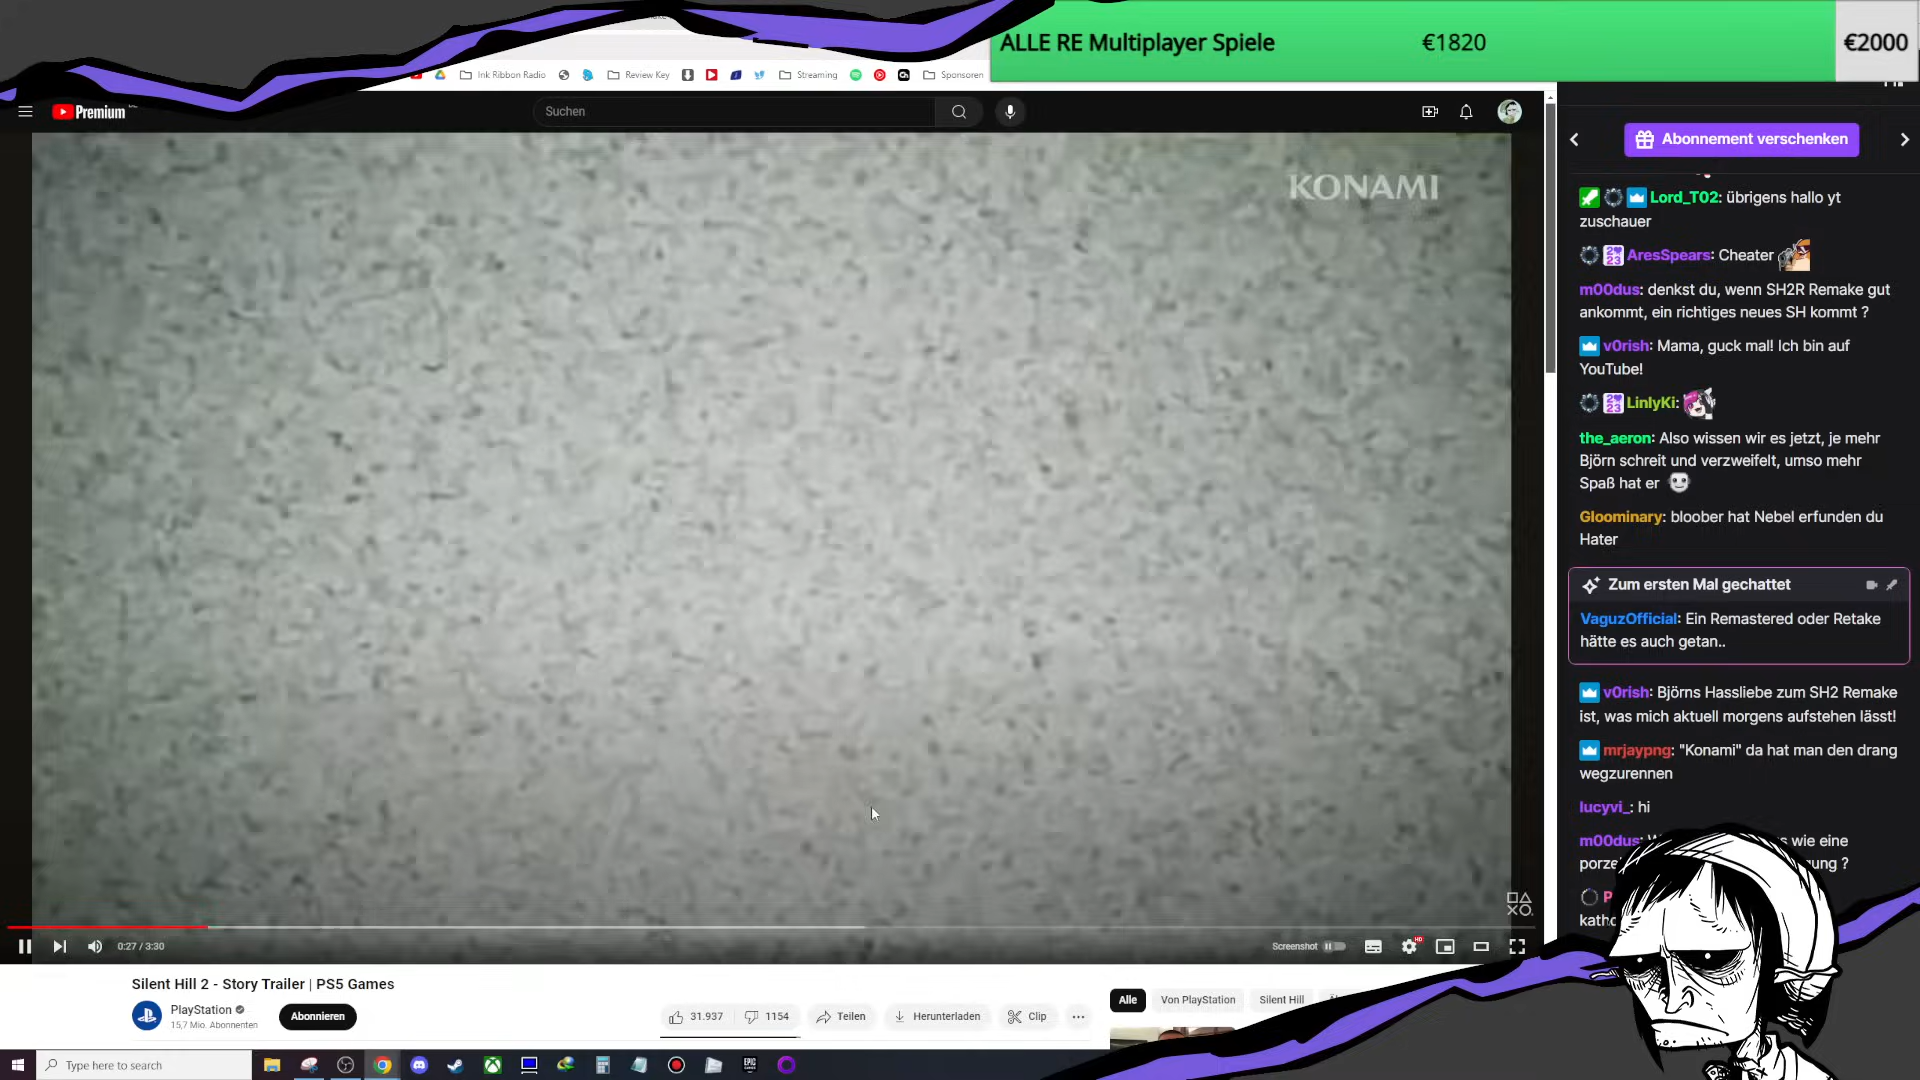 ALLE RE Multiplayer Spiele €1820 €2000
Ink Ribbon Radio Review Key Streaming Sponsoren
Premium Suchen
KONAMI
0:27 / 3:30 Screenshot
Silent Hill 2 - Story Trailer | PS5 Games
PlayStation
15,7 Mio. Abonnenten
Abonnieren
31.937 1154 Teilen Herunterladen Clip
Alle Von PlayStation Silent Hill
Type here to search
Abonnement verschenken
Lord_T02: übrigens hallo yt
zuschauer
AresSpears: Cheater
m00dus: denkst du, wenn SH2R Remake gut
ankommt, ein richtiges neues SH kommt ?
v0rish: Mama, guck mal! Ich bin auf
YouTube!
LinlyKi:
the_aeron: Also wissen wir es jetzt, je mehr
Björn schreit und verzweifelt, umso mehr
Spaß hat er
Gloominary: bloober hat Nebel erfunden du
Hater
Zum ersten Mal gechattet
VaguzOfficial: Ein Remastered oder Retake
hätte es auch getan..
v0rish: Björns Hassliebe zum SH2 Remake
ist, was mich aktuell morgens aufstehen lässt!
mrjaypng: "Konami" da hat man den drang
wegzurennen
lucyvi_: hi
m00dus: wie eine